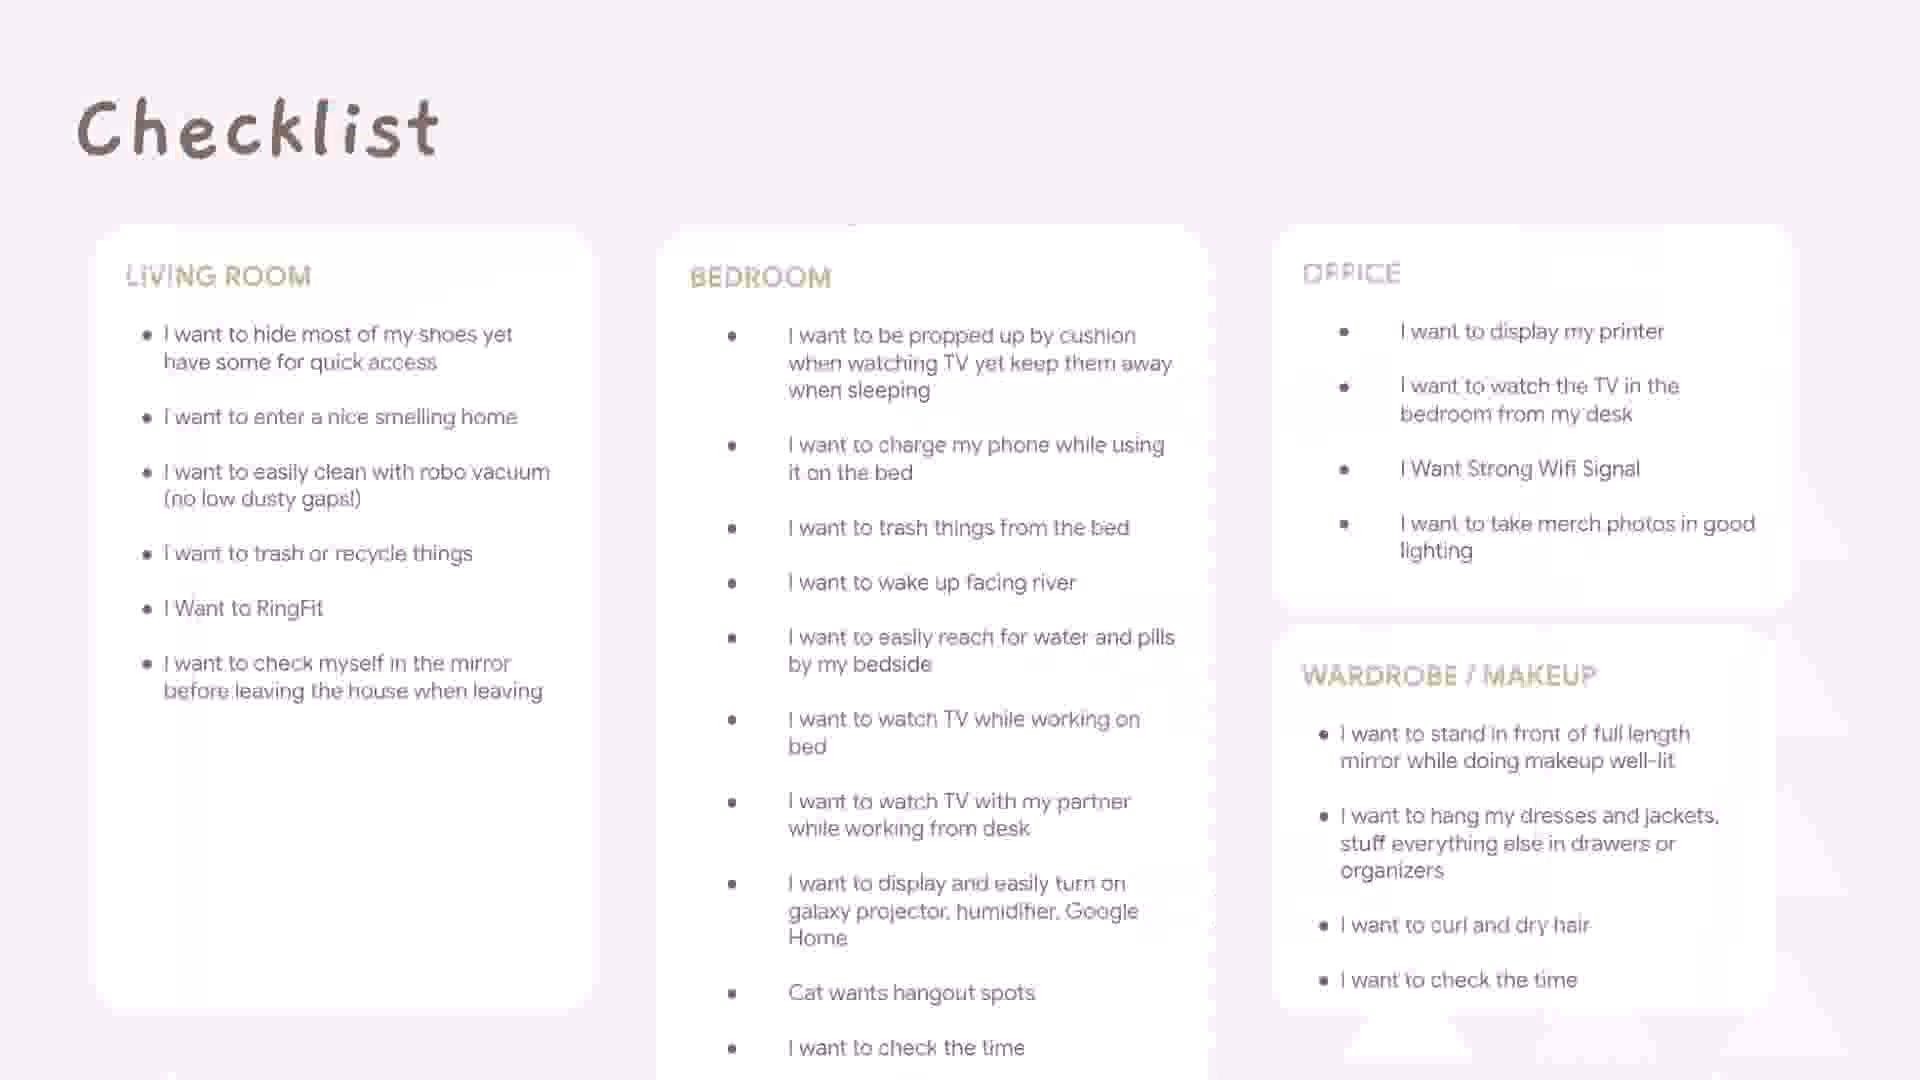 Checklist
LIVING ROOM
• I want to hide most of my shoes yet
have some for quick access
• I want to enter a nice smelling home
• I want to easily clean with robo vacuum
(no low dusty gaps!)
• I want to trash or recycle things
• I Want to RingFit
• I want to check myself in the mirror
before leaving the house when leaving
BEDROOM
• I want to be propped up by cushion
when watching TV yet keep them away
when sleeping
• I want to charge my phone while using
it on the bed
• I want to trash things from the bed
• I want to wake up facing river
• I want to easily reach for water and pills
by my bedside
• I want to watch TV while working on
bed
• I want to watch TV with my partner
while working from desk
• I want to display and easily turn on
galaxy projector, humidifier, Google
Home
• Cat wants hangout spots
• I want to check the time
OFFICE
• I want to display my printer
• I want to watch the TV in the
bedroom from my desk
• I Want Strong Wifi Signal
• I want to take merch photos in good
lighting
WARDROBE / MAKEUP
• I want to stand in front of full length
mirror while doing makeup well-lit
• I want to hang my dresses and jackets,
stuff everything else in drawers or
organizers
• I want to curl and dry hair
• I want to check the time